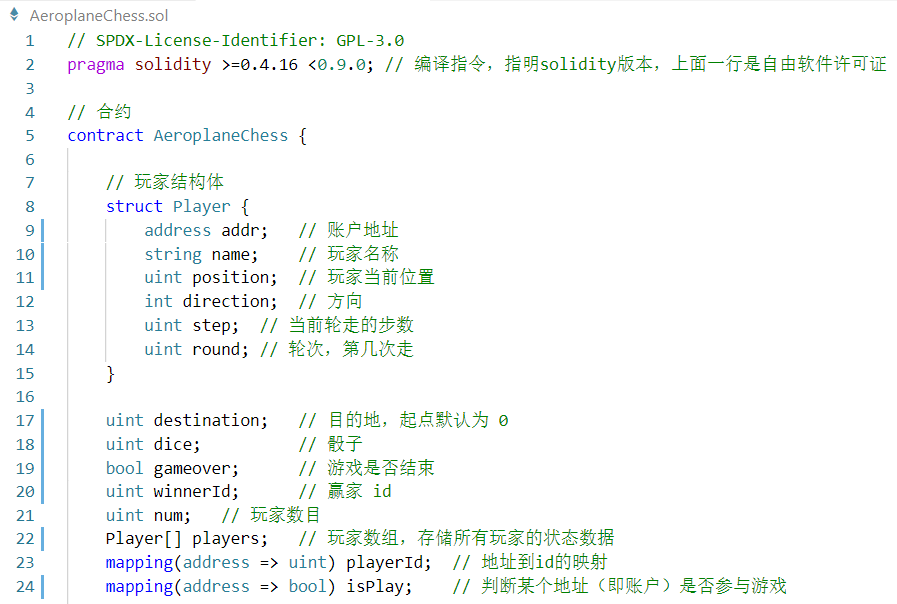 AeroplaneChess.sol
1 // SPDX-License-Identifier: GPL-3.0
2 pragma solidity >=0.4.16 <0.9.0; // 编译指令，指明solidity版本，上面一行是自由软件许可证
3
4 // 合约
5 contract AeroplaneChess {
6
7 // 玩家结构体
8 struct Player {
9 address addr; // 账户地址
10 string name; // 玩家名称
11 uint position; // 玩家当前位置
12 int direction; // 方向
13 uint step; // 当前轮走的步数
14 uint round; // 轮次，第几次走
15 }
16
17 uint destination; // 目的地，起点默认为 0
18 uint dice; // 骰子
19 bool gameover; // 游戏是否结束
20 uint winnerId; // 赢家 id
21 uint num; // 玩家数目
22 Player[] players; // 玩家数组，存储所有玩家的状态数据
23 mapping(address => uint) playerId; // 地址到id的映射
24 mapping(address => bool) isPlay; // 判断某个地址（即账户）是否参与游戏